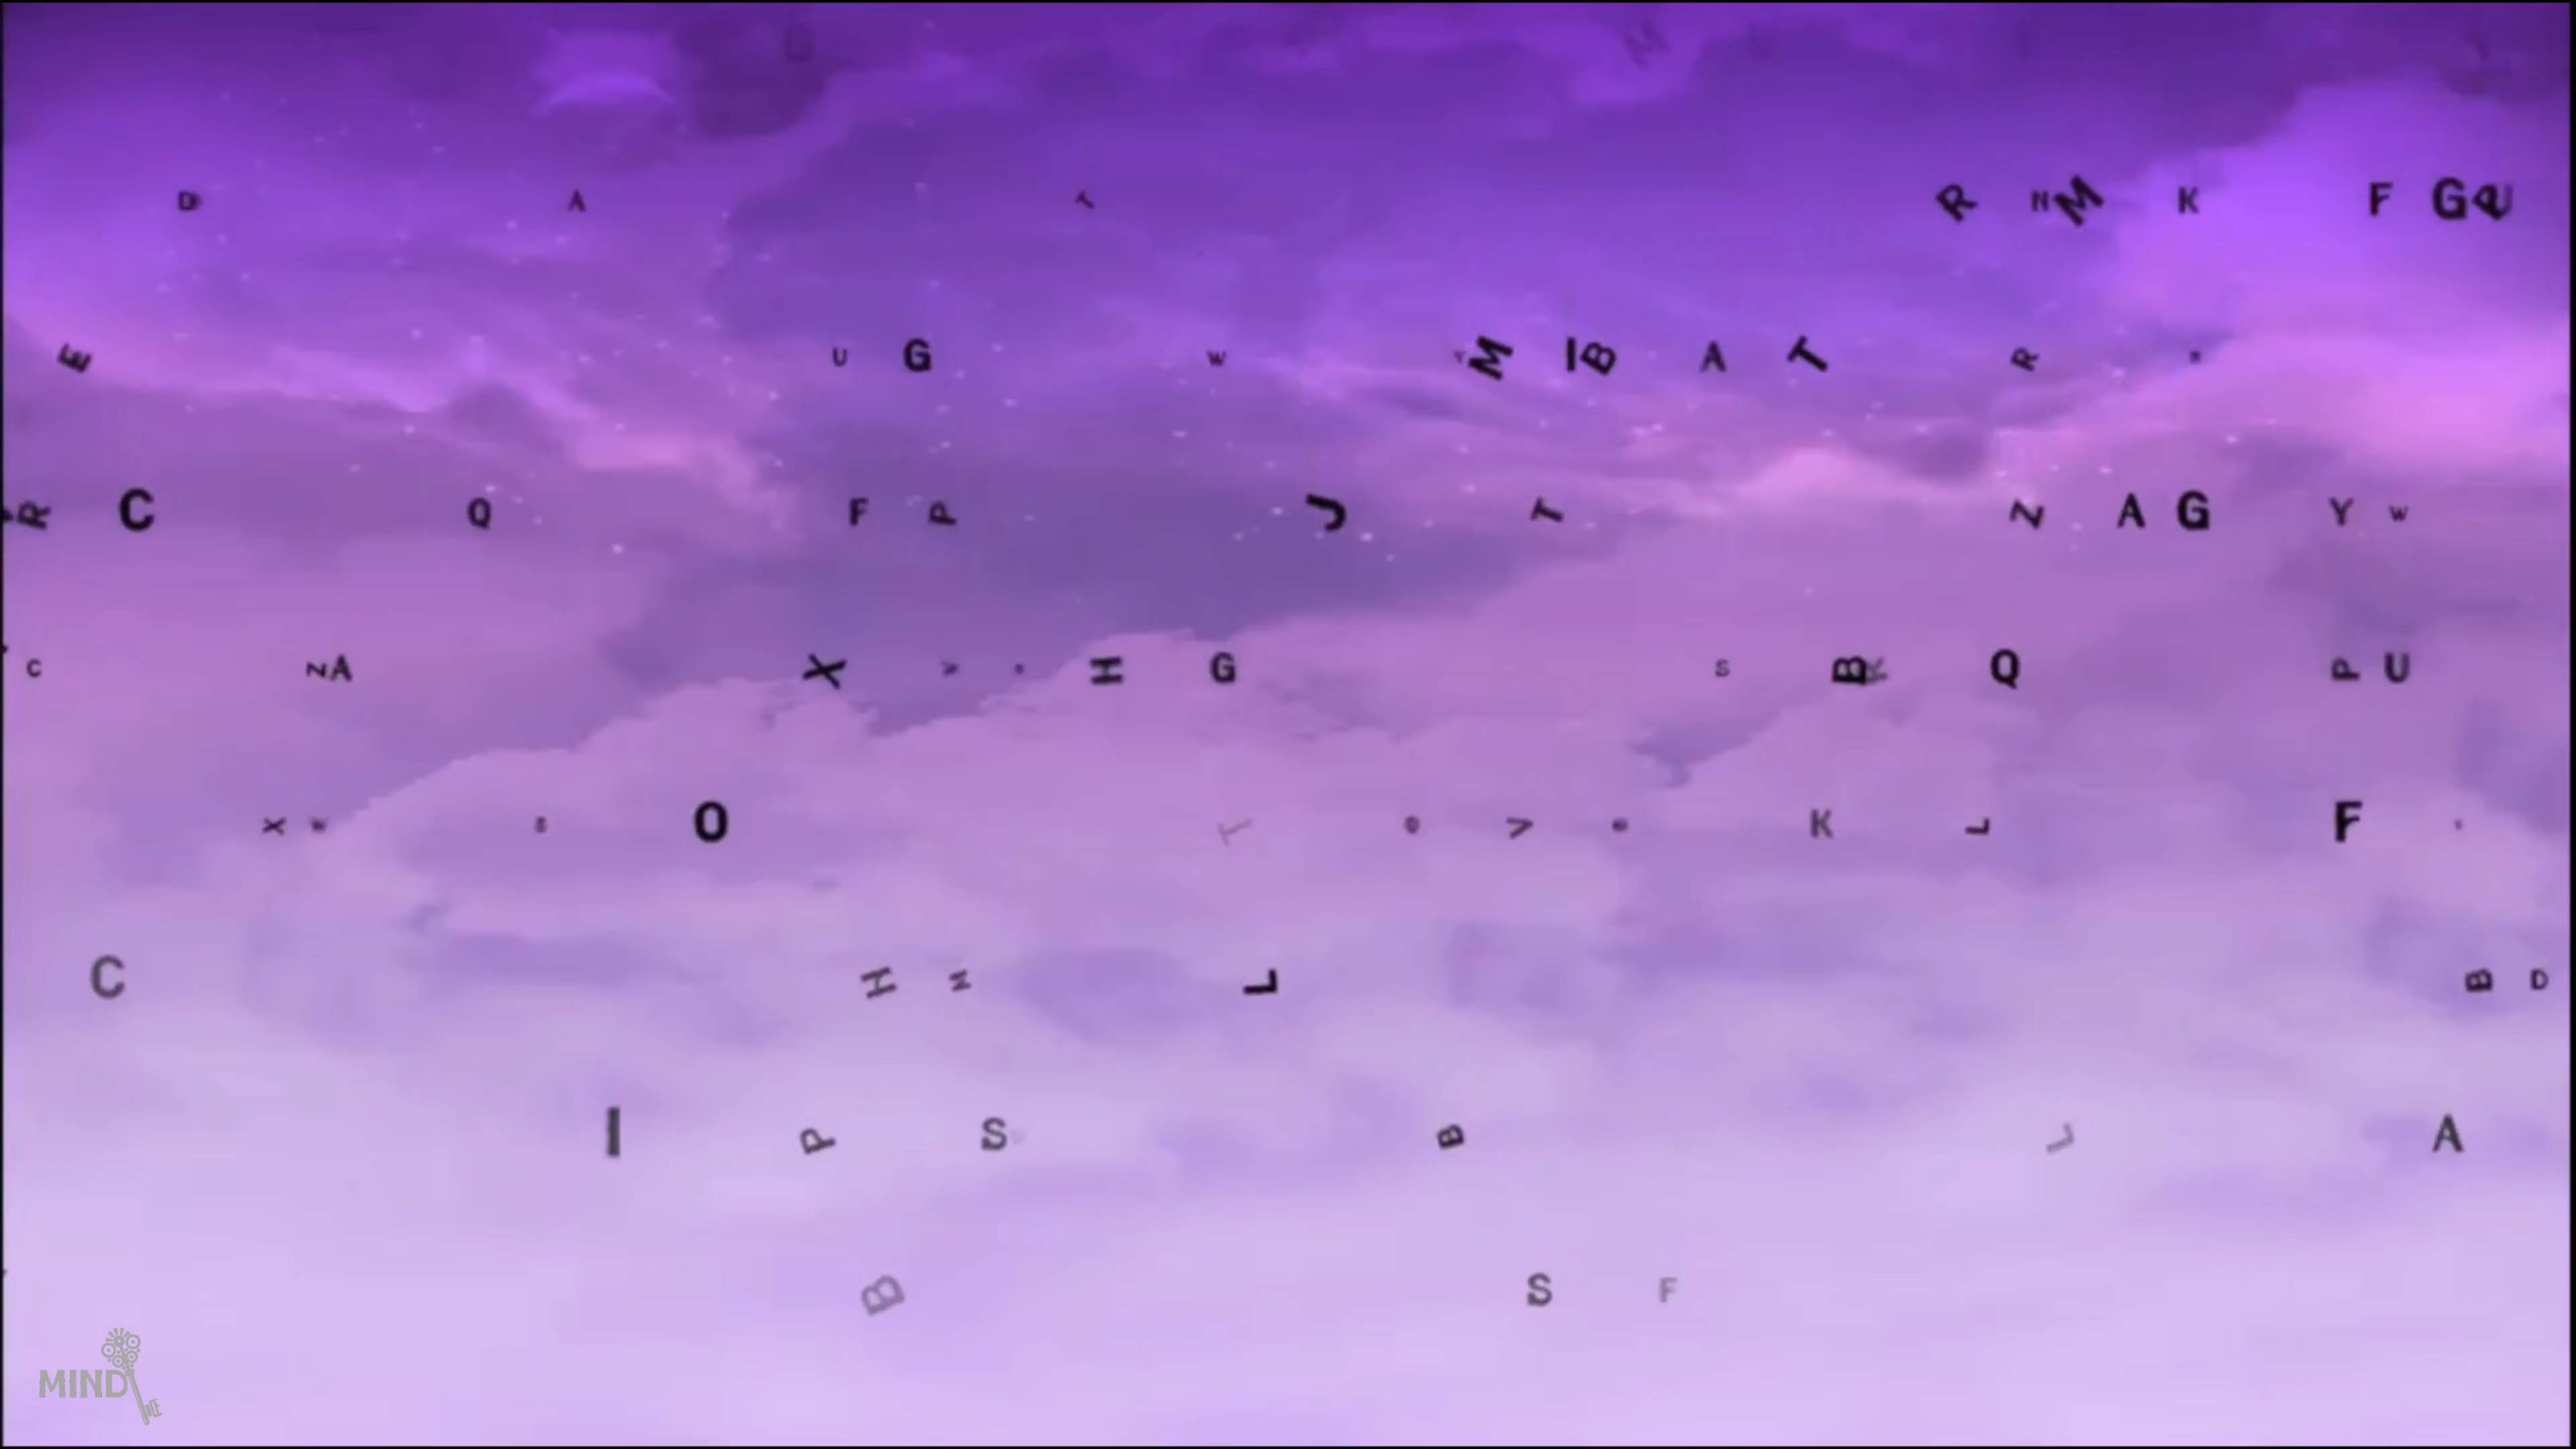 D A T R N M K F G Q U
E U G W Y M I B A T R
R C Q F P J T N A G Y W
C N A X V H G S B K Q P U
X W S O T O V K L F
C H M L B D
I P S B L A
B S F
MIND